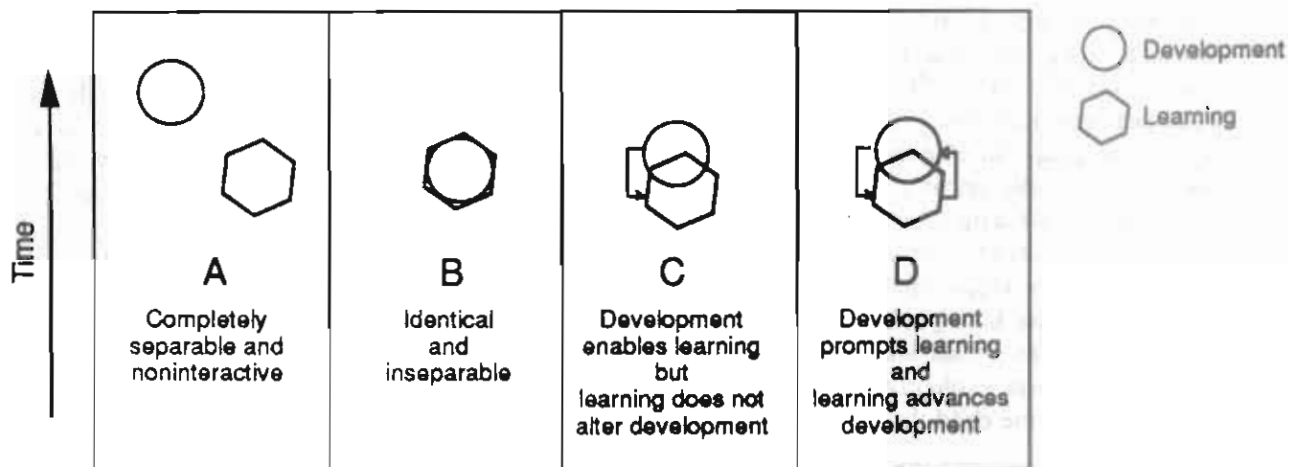 Development
Learning
Time
A
Completely
separable and
noninteractive
B
Identical
and
inseparable
C
Development
enables learning
but
learning does not
alter development
D
Development
prompts learning
and
learning advances
development